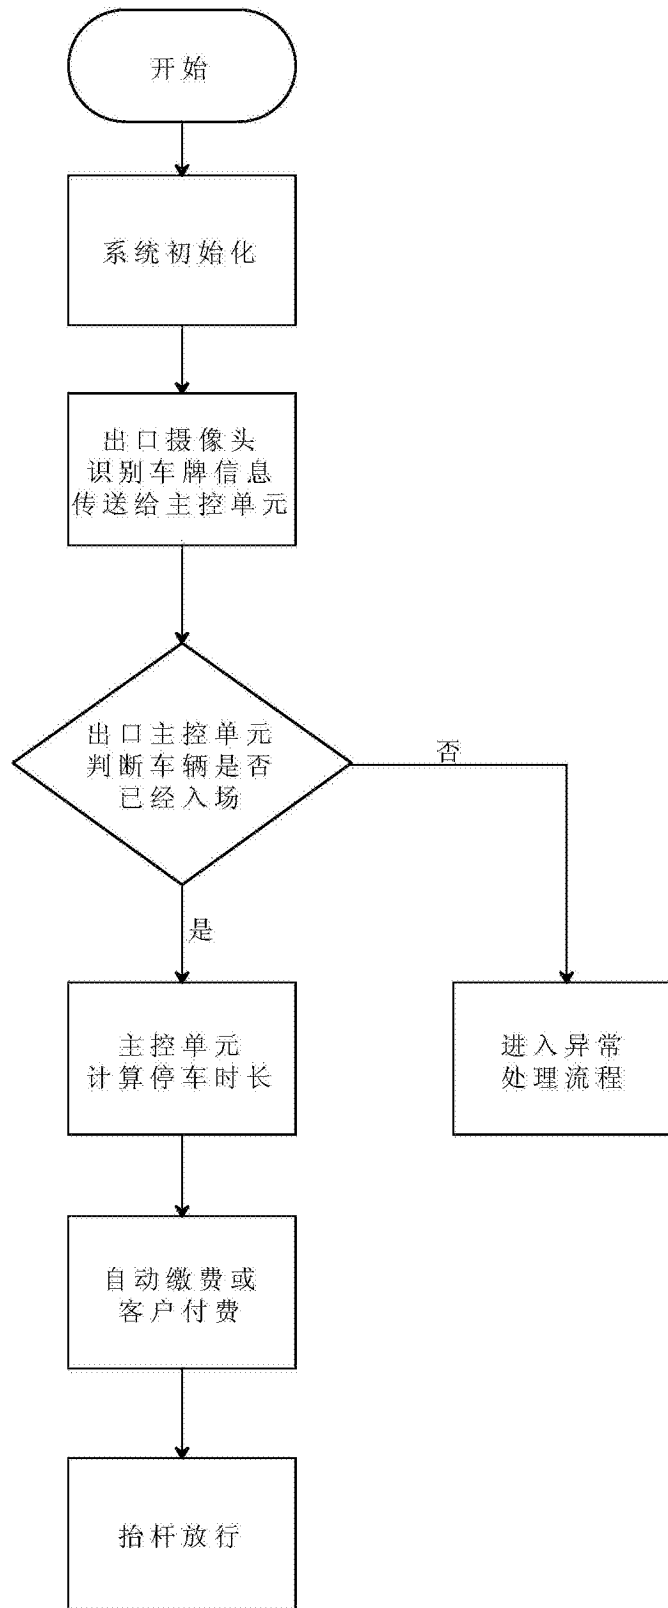 开始
系统初始化
出口摄像头
识别车牌信息
传送给主控单元
出口主控单元
判断车辆是否
已经入场
否
是
主控单元
计算停车时长
进入异常
处理流程
自动缴费或
客户付费
抬杆放行